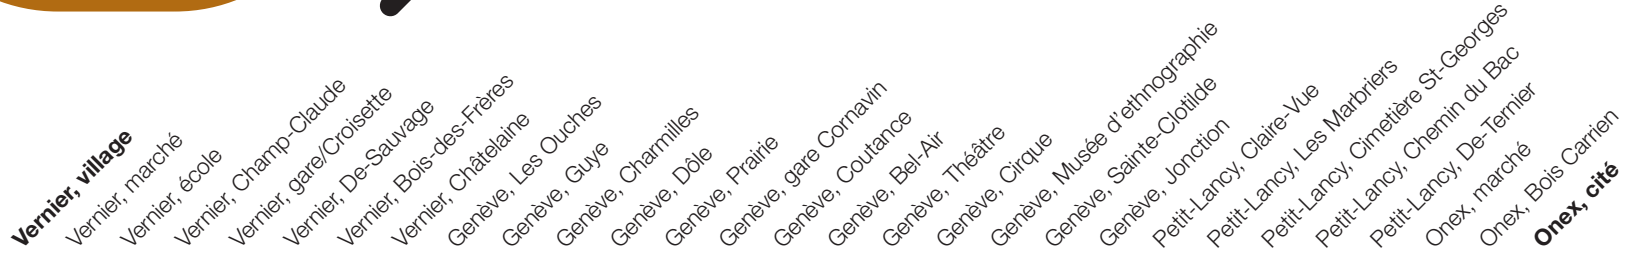 Vernier, village
Vernier, marché
Vernier, école
Vernier, Champ-Claude
Vernier, gare/Croisette
Vernier, De-Sauvage
Vernier, Bois-des-Frères
Vernier, Châtelaine
Genève, Les Ouches
Genève, Guye
Genève, Charmilles
Genève, Dôle
Genève, Prairie
Genève, gare Cornavin
Genève, Coutance
Genève, Bel-Air
Genève, Théâtre
Genève, Cirque
Genève, Musée d'ethnographie
Genève, Sainte-Clotilde
Genève, Jonction
Petit-Lancy, Claire-Vue
Petit-Lancy, Les Marbriers
Petit-Lancy, Cimetière St-Georges
Petit-Lancy, Chemin du Bac
Petit-Lancy, De-Ternier
Onex, marché
Onex, Bois Carrien
Onex, cité